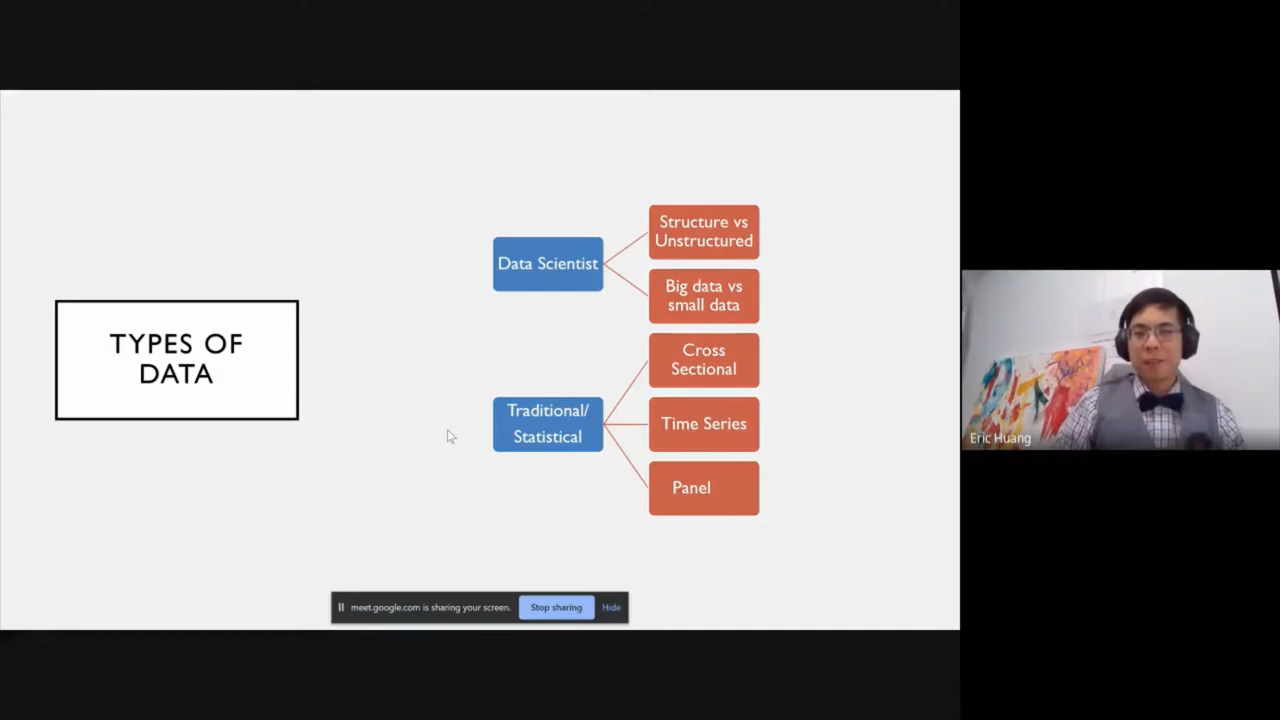 TYPES OF
DATA
Data Scientist
Structure vs
Unstructured
Big data vs
small data
Traditional/
Statistical
Cross
Sectional
Time Series
Panel
meet.google.com is sharing your screen.
Stop sharing
Hide
Eric Huang